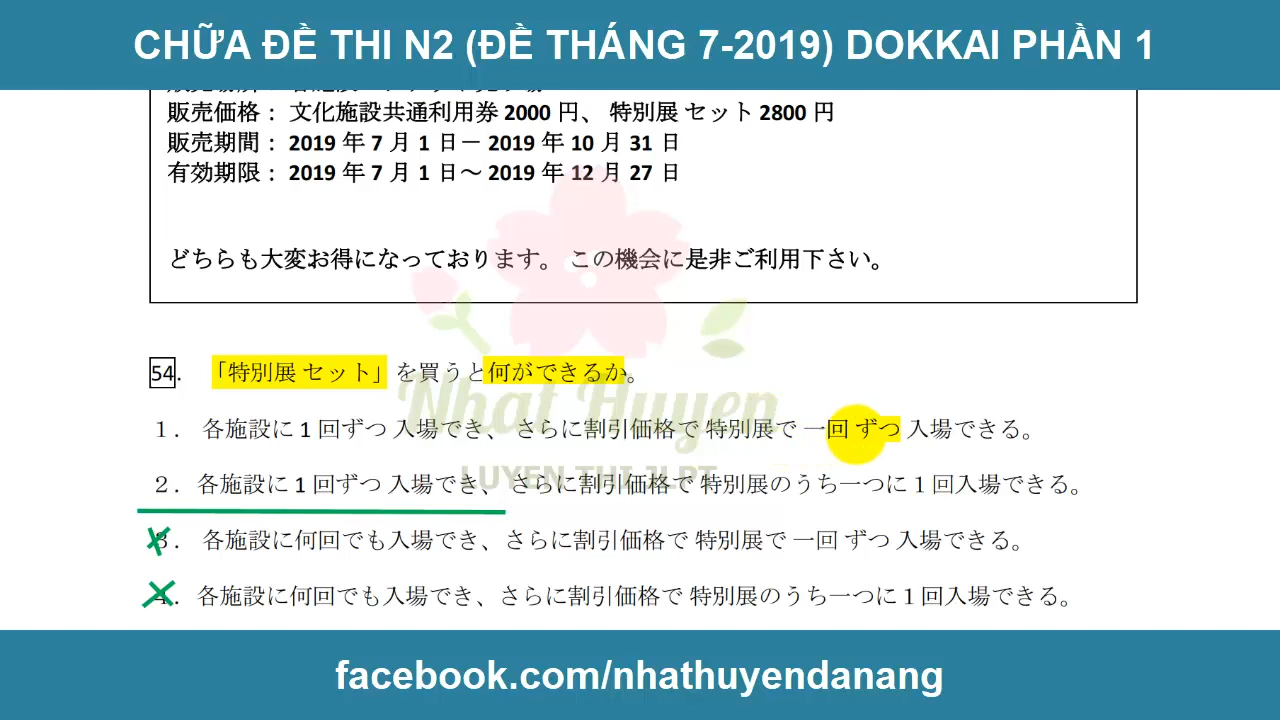 CHỮA ĐỀ THI N2 (ĐỀ THÁNG 7-2019) DOKKAI PHẦN 1
販売価格： 文化施設共通利用券 2000 円、 特別展 セット 2800 円
販売期間： 2019 年 7 月 1 日－ 2019 年 10 月 31 日
有効期限： 2019 年 7 月 1 日～ 2019 年 12 月 27 日
どちらも大変お得になっております。 この機会に是非ご利用下さい。
54. 「特別展 セット」 を買うと何ができるか。
１． 各施設に 1 回ずつ 入場でき、 さらに割引価格で 特別展で 一回 ずつ 入場できる。
Nhat Huyen
LUYEN THI JLPT
２．各施設に 1 回ずつ 入場でき、 さらに割引価格で 特別展のうち一つに１回入場できる。
３． 各施設に何回でも入場でき、さらに割引価格で 特別展で 一回 ずつ 入場できる。
４．各施設に何回でも入場でき、さらに割引価格で 特別展のうち一つに１回入場できる。
facebook.com/nhathuyendanang